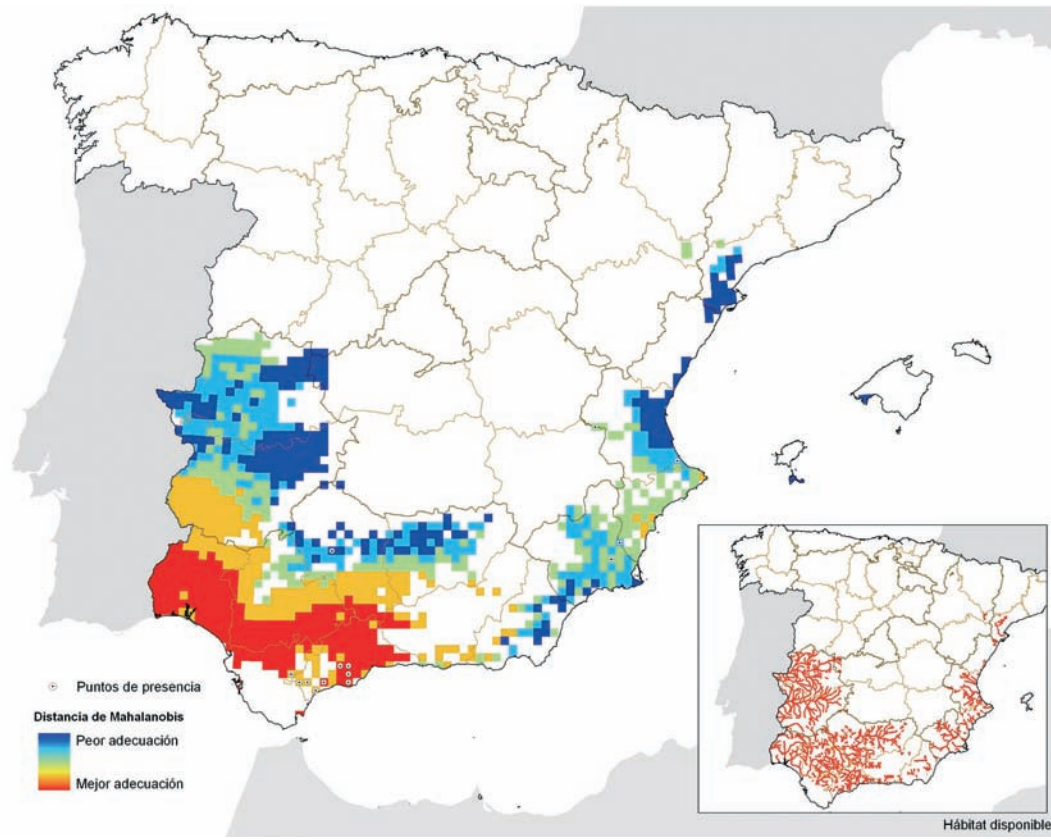 Puntos de presencia
Distancia de Mahalanobis
Peor adecuación
Mejor adecuación
Hábitat disponible